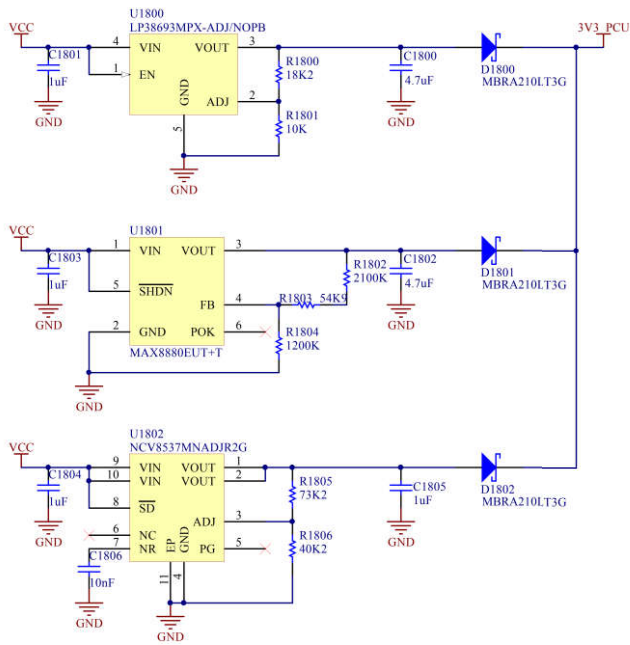 U1800
LP38693MPX-ADJ/NOPB
VCC
3V3_PCU
C1801
1uF
GND
4
VIN
VOUT
3
1
EN
GND
ADJ
2
5
GND
R1800
18K2
R1801
10K
C1800
4.7uF
GND
D1800
MBRA210LT3G
U1801
VCC
C1803
1uF
GND
1
VIN
VOUT
3
5
SHDN
FB
4
2
GND
POK
6
MAX8880EUT+T
GND
R1802
2100K
R1803 54K9
R1804
1200K
C1802
4.7uF
GND
D1801
MBRA210LT3G
U1802
NCV8537MNADJR2G
VCC
C1804
1uF
GND
9
VIN
VOUT
1
10
VIN
VOUT
2
8
SD
ADJ
3
6
NC
7
NR
EP
GND
PG
5
11
4
C1806
10nF
GND
GND
R1805
73K2
R1806
40K2
C1805
1uF
GND
D1802
MBRA210LT3G